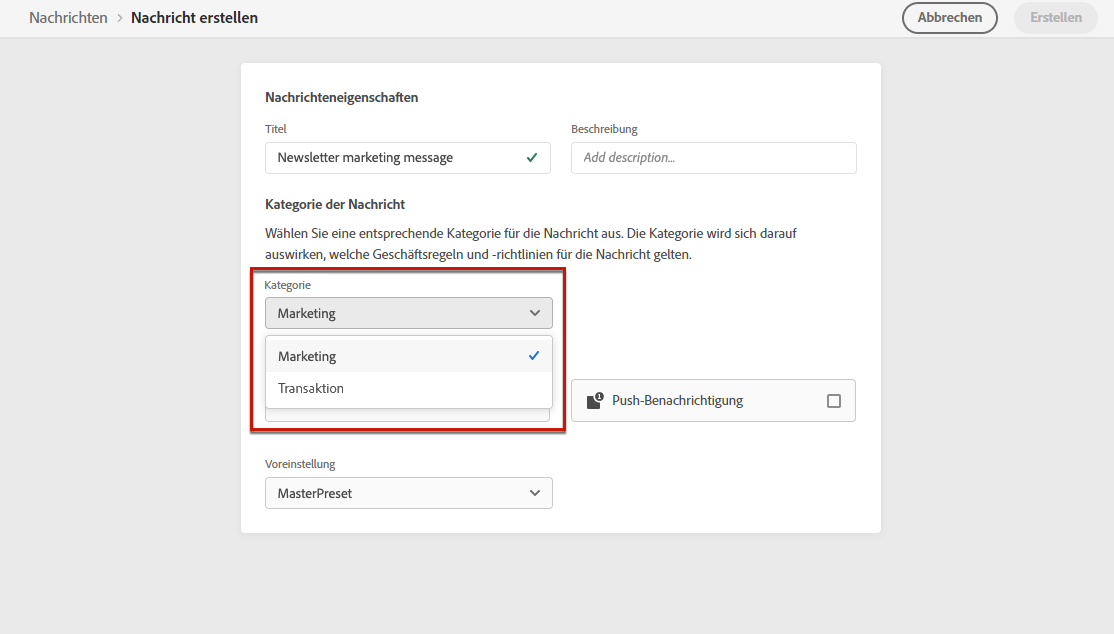 Nachrichten > Nachricht erstellen
Abbrechen
Erstellen
Nachrichteneigenschaften
Titel
Beschreibung
Newsletter marketing message
Add description...
Kategorie der Nachricht
Wählen Sie eine entsprechende Kategorie für die Nachricht aus. Die Kategorie wird sich darauf
auswirken, welche Geschäftsregeln und -richtlinien für die Nachricht gelten.
Kategorie
Marketing
Marketing
Transaktion
1
Push-Benachrichtigung
Voreinstellung
MasterPreset